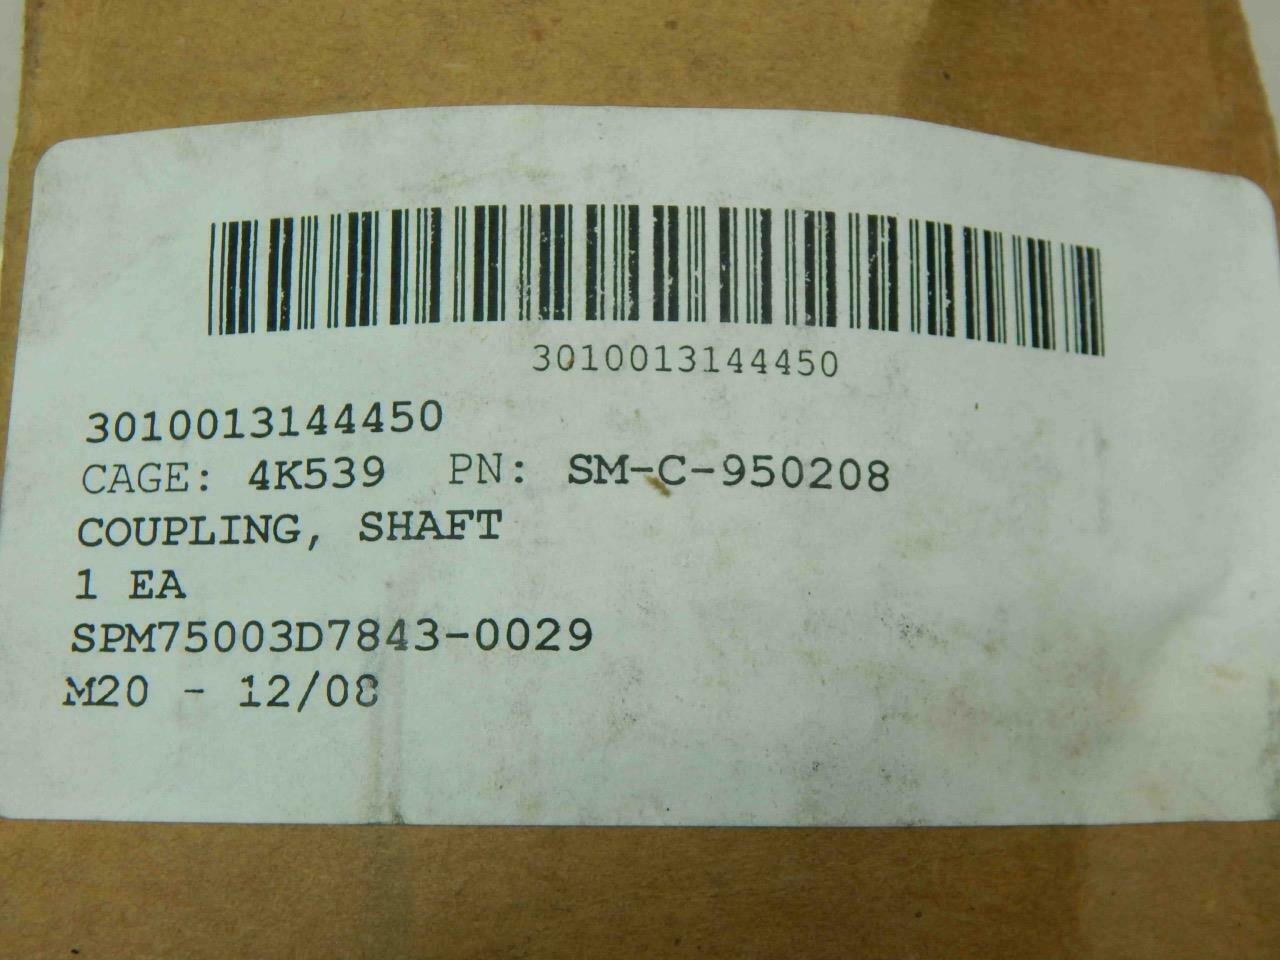 3010013144450
3010013144450
CAGE: 4K539 PN: SM-C-950208
COUPLING, SHAFT
1 EA
SPM75003D7843-0029
M20 - 12/08